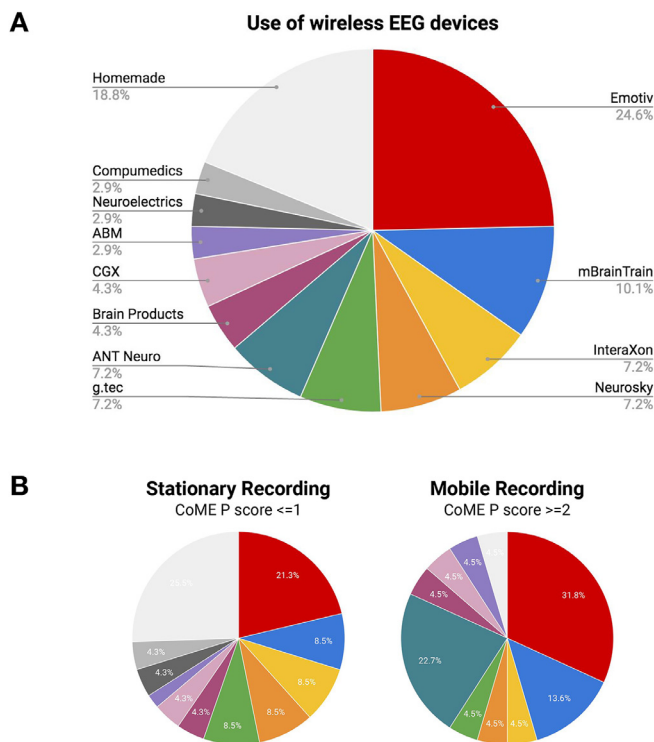 A
Use of wireless EEG devices
Homemade
18.8%
Emotiv
24.6%
Compumedics
2.9%
Neuroelectrics
2.9%
ABM
2.9%
CGX
4.3%
Brain Products
4.3%
ANT Neuro
7.2%
g.tec
7.2%
mBrainTrain
10.1%
InteraXon
7.2%
Neurosky
7.2%
B
Stationary Recording
CoME P score <=1
21.3%
8.5%
8.5%
8.5%
8.5%
4.3%
4.3%
4.3%
4.3%
Mobile Recording
CoME P score >=2
31.8%
13.6%
4.5%
4.5%
4.5%
22.7%
4.5%
4.5%
4.5%